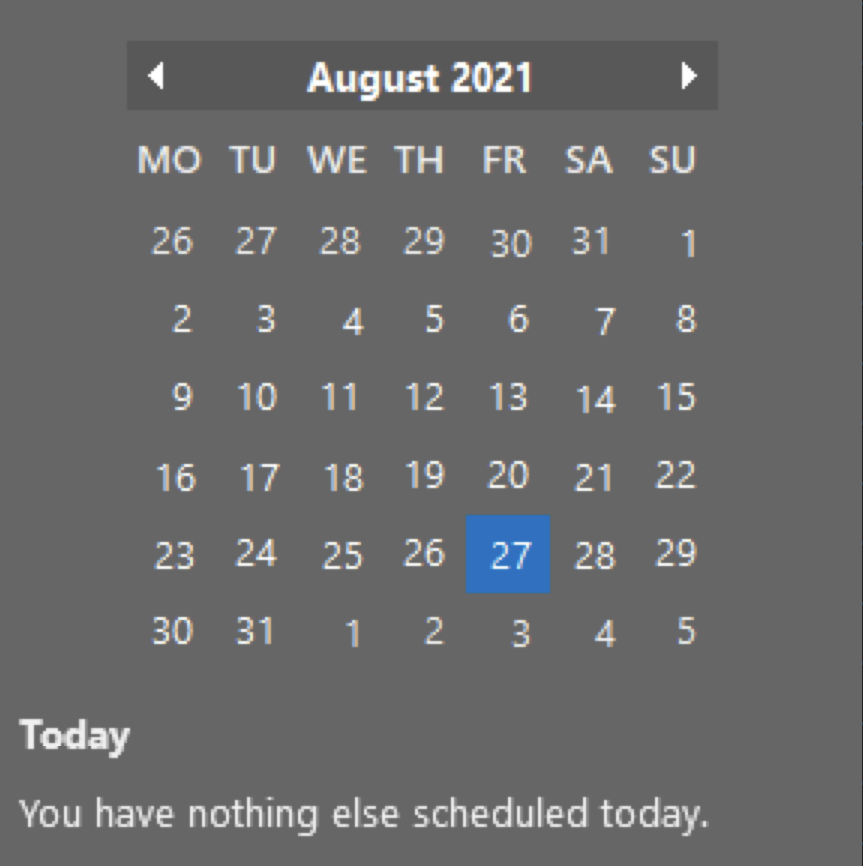 August 2021
MO TU WE TH FR SA SU
26 27 28 29 30 31 1
2 3 4 5 6 7 8
9 10 11 12 13 14 15
16 17 18 19 20 21 22
23 24 25 26 27 28 29
30 31 1 2 3 4 5
Today
You have nothing else scheduled today.